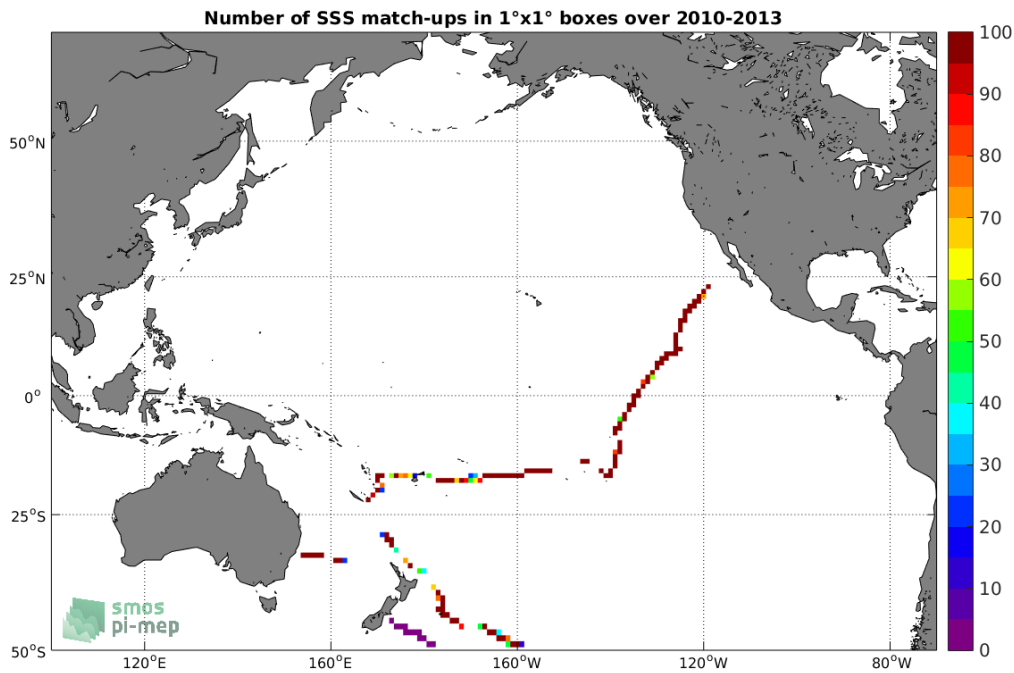 Number of SSS match-ups in 1°x1° boxes over 2010-2013
100
90
80
70
60
50
40
30
20
10
0
50°N
25°N
0°
25°S
50°S
120°E
160°E
160°W
120°W
80°W
smos
pi-mep